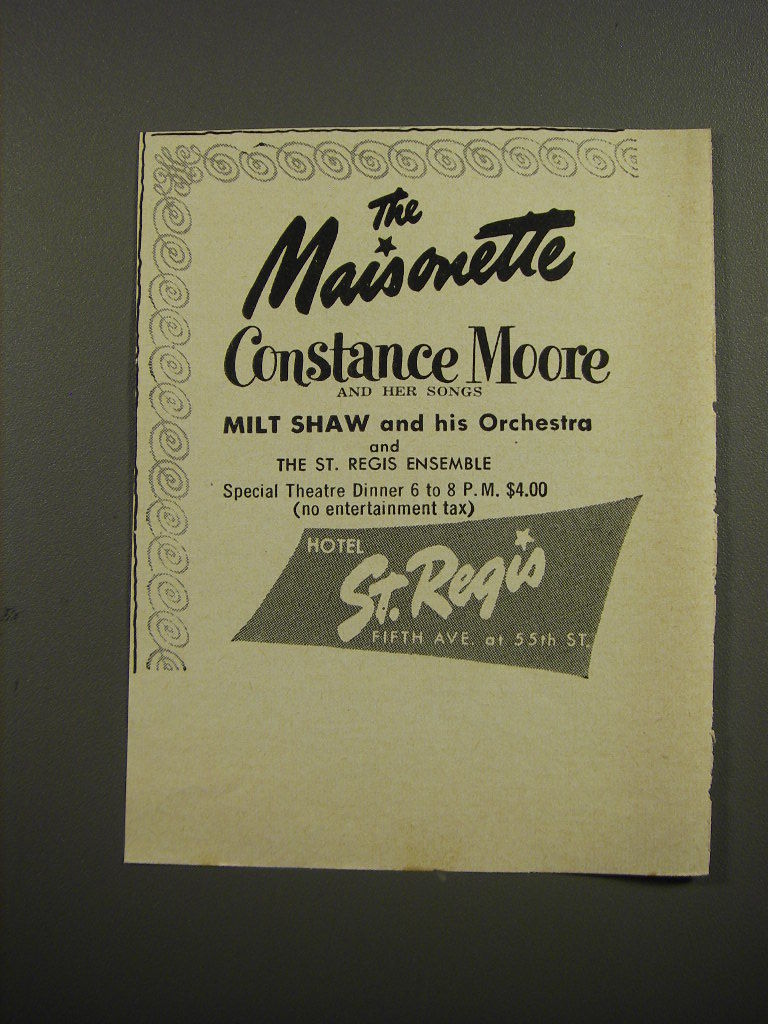 The
Maisonette
Constance Moore
AND HER SONGS
MILT SHAW and his Orchestra
and
THE ST. REGIS ENSEMBLE
Special Theatre Dinner 6 to 8 P.M. $4.00
(no entertainment tax)
HOTEL
St. Regis
FIFTH AVE. at 55th ST.